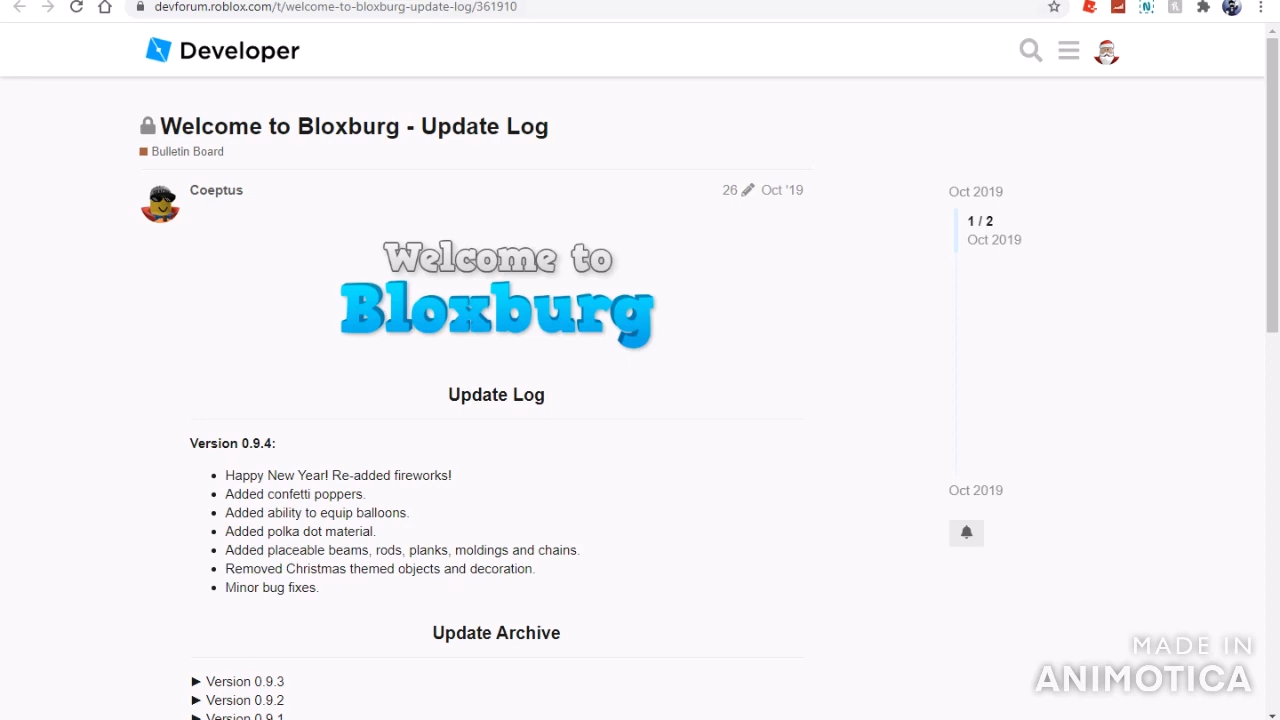 devforum.roblox.com/t/welcome-to-bloxburg-update-log/361910
Developer
Welcome to Bloxburg - Update Log
Bulletin Board
Coeptus
26 Oct '19
Welcome to
Bloxburg
Update Log
Version 0.9.4:
Happy New Year! Re-added fireworks!
Added confetti poppers.
Added ability to equip balloons.
Added polka dot material.
Added placeable beams, rods, planks, moldings and chains.
Removed Christmas themed objects and decoration.
Minor bug fixes.
Update Archive
Version 0.9.3
Version 0.9.2
Version 0.9.1
Oct 2019
1 / 2
Oct 2019
Oct 2019
MADE IN
ANIMOTICA